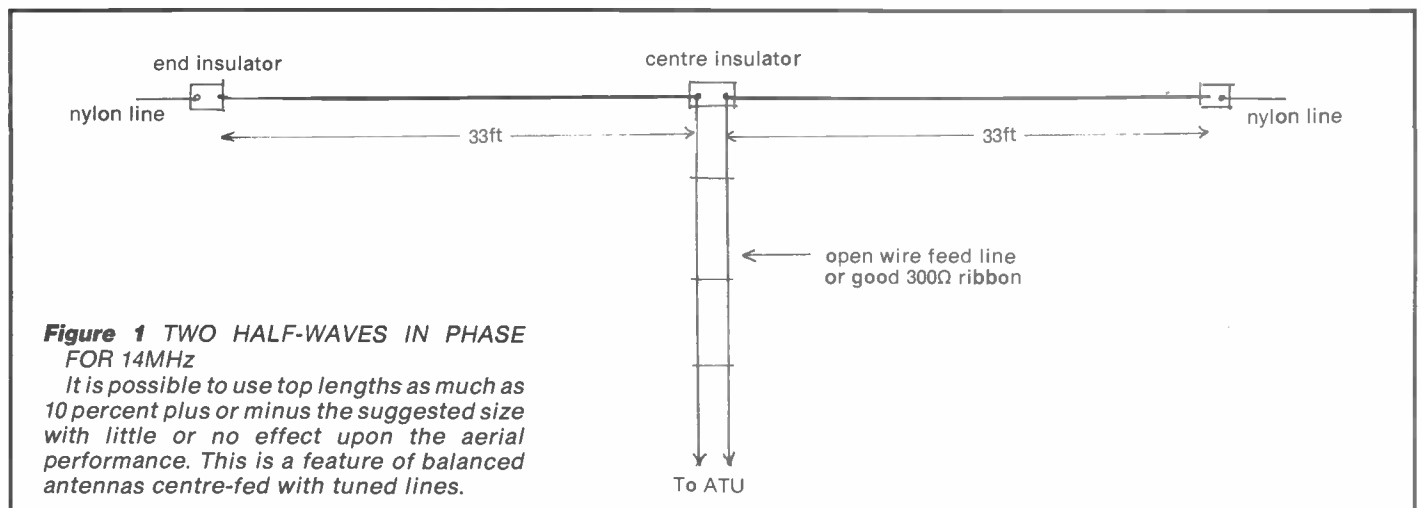 end insulator
centre insulator
nylon line
nylon line
33ft
33ft
open wire feed line
or good 300Ω ribbon
Figure 1 TWO HALF-WAVES IN PHASE
FOR 14MHz
It is possible to use top lengths as much as
10 percent plus or minus the suggested size
with little or no effect upon the aerial
performance. This is a feature of balanced
antennas centre-fed with tuned lines.
To ATU